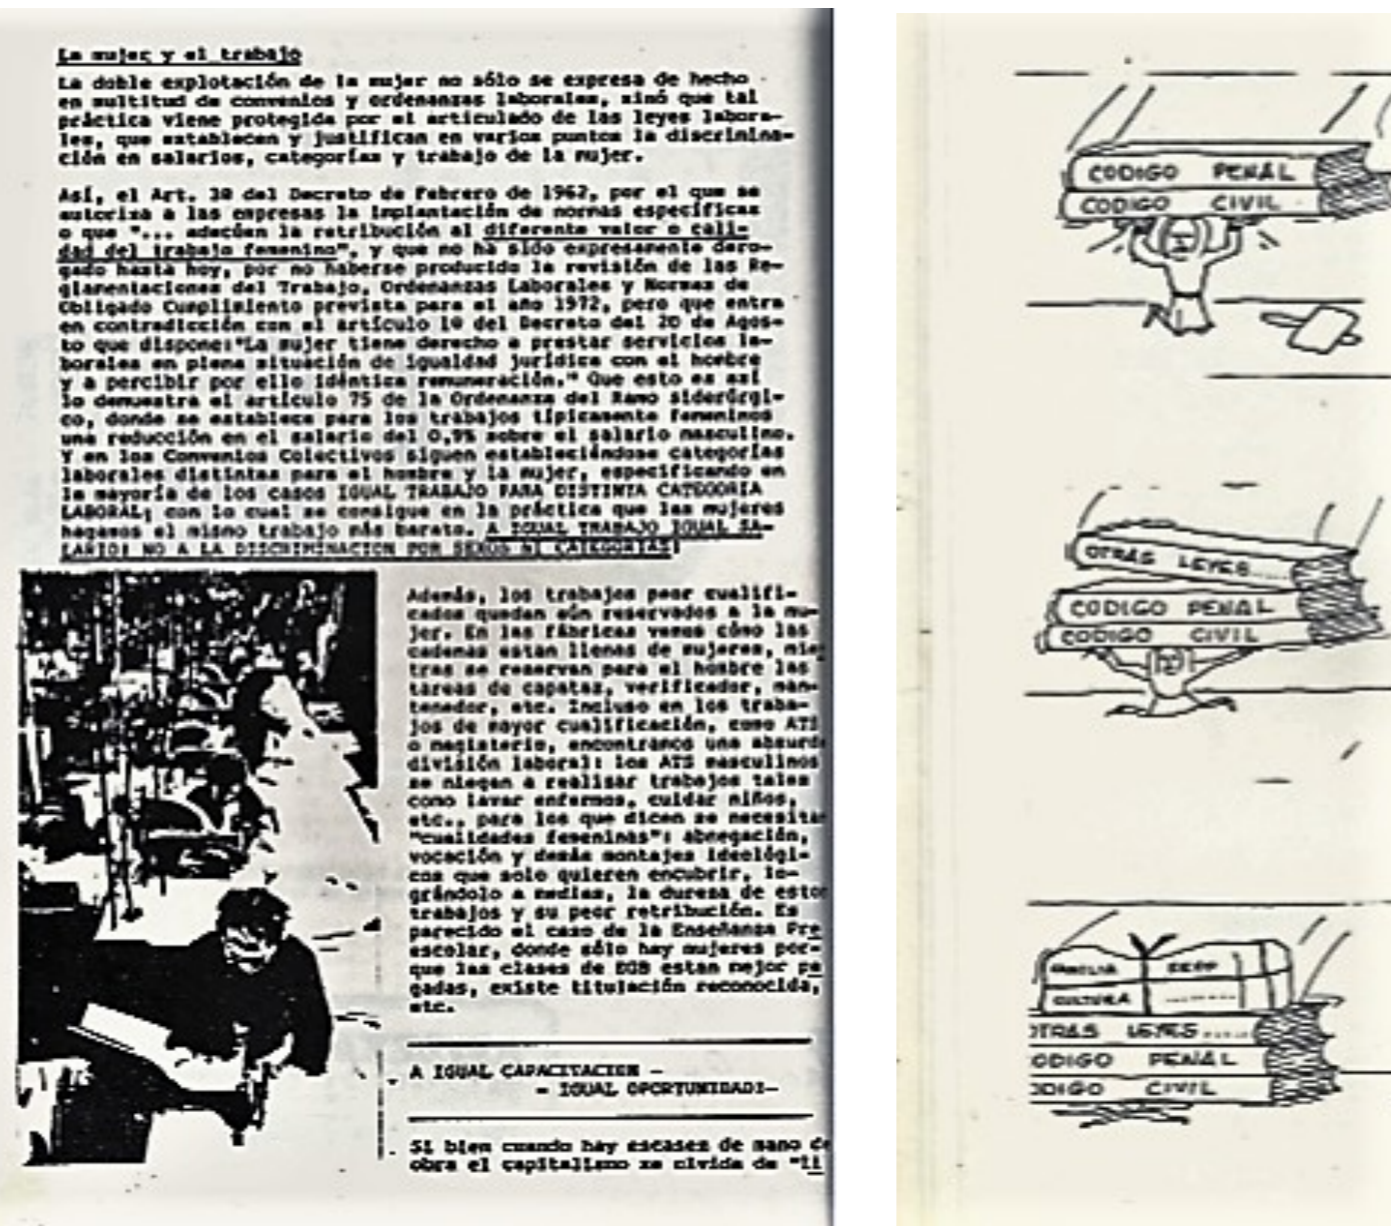 La mujer y el trabajo
La doble explotación de la mujer no sólo se expresa de hecho
en multitud de convenios y ordenanzas laborales, sinó que tal
práctica viene protegida por el articulado de las leyes labora-
les, que establecen y justifican en varios puntos la discrimina-
ción en salarios, categorías y trabajo de la mujer.
Así, el Art. 3º del Decreto de Febrero de 1962, por el que se
autoriza a las empresas la implantación de normas específicas
o que "... adecúen la retribución al diferente valor o cali-
dad del trabajo femenino", y que no ha sido expresamente dero-
gado hasta hoy, por no haberse producido la revisión de las Re-
glamentaciones del Trabajo, Ordenanzas Laborales y Normas de
Obligado Cumplimiento prevista para el año 1972, pero que entra
en contradicción con el artículo 1º del Decreto del 20 de Agos-
to que dispone:"La mujer tiene derecho a prestar servicios la-
borales en plena situación de igualdad jurídica con el hombre
y a percibir por ello idéntica remuneración." Que esto es así
lo demuestra el artículo 75 de la Ordenanza del Ramo siderúrgi-
co, donde se establece para los trabajos típicamente femeninos
una reducción en el salario del 0,9% sobre el salario masculino.
Y en los Convenios Colectivos siguen estableciéndose categorías
laborales distintas para el hombre y la mujer, especificando en
la mayoría de los casos IGUAL TRABAJO PARA DISTINTA CATEGORIA
LABORAL; con lo cual se consigue en la práctica que las mujeres
hagamos el mismo trabajo más barato. A IGUAL TRABAJO IGUAL SA-
LARIO! NO A LA DISCRIMINACION POR SEXOS NI CATEGORIAS!
Además, los trabajos peor cualifi-
cados quedan aún reservados a la mu-
jer. En las fábricas vemos cómo las
cadenas estan llenas de mujeres, mie
tras se reservan para el hombre las
tareas de capataz, verificador, man-
tenedor, etc. Incluso en los traba-
jos de mayor cualificación, como ATS
o magisterio, encontramos una absurd
división laboral: los ATS masculinos
se niegan a realisar trabajos tales
como lavar enfermos, cuidar niños,
etc., para los que dicen se necesita
"cualidades femeninas": abnegación,
vocación y demás montajes ideológi-
cos que solo quieren encubrir, lo-
grándolo a medias, la dureza de esto
trabajos y su peor retribución. Es
parecido el caso de la Enseñanza Pre
escolar, donde sólo hay mujeres por-
que las clases de EGB estan mejor pa
gadas, existe titulación reconocida,
etc.
A IGUAL CAPACITACION -
- IGUAL OPORTUNIDAD!-
Si bien cuando hay escases de mano de
obra el capitalismo se olvida de "li
CODIGO PENAL
CODIGO CIVIL
OTRAS LEYES.....
CODIGO PENAL
CODIGO CIVIL
FAMILIA
CULTURA ........
OTRAS LEYES.....
CODIGO PENAL
CODIGO CIVIL